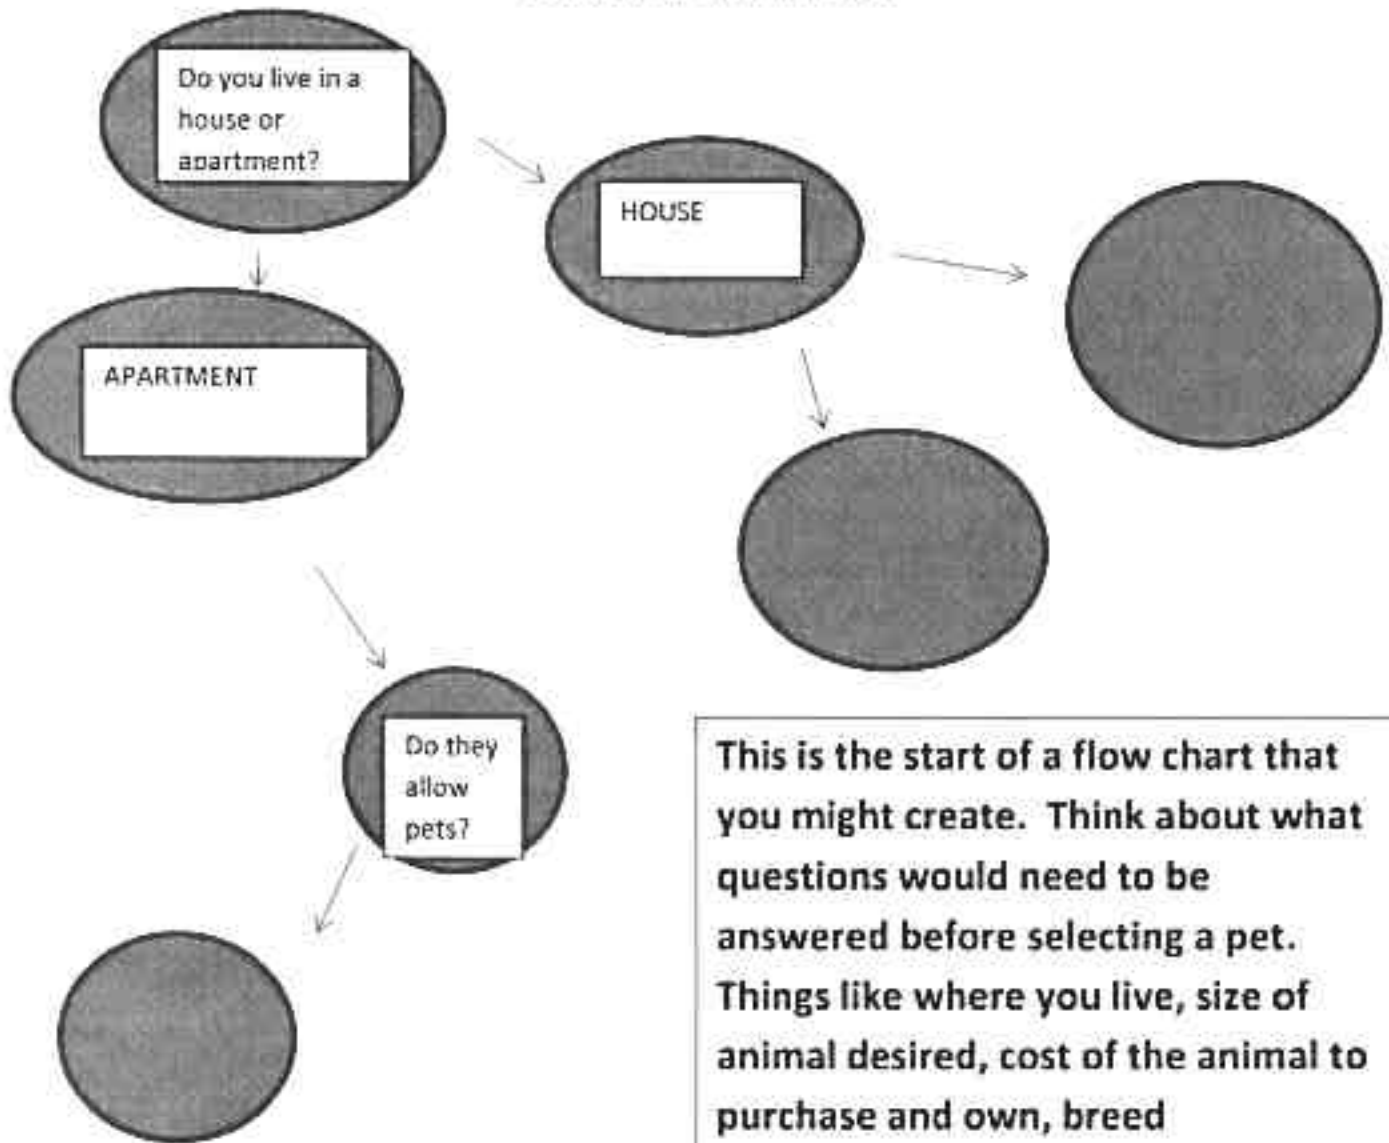 Do you live in a
house or
apartment?
HOUSE
APARTMENT
Do they
allow
pets?
This is the start of a flow chart that
you might create. Think about what
questions would need to be
answered before selecting a pet.
Things like where you live, size of
animal desired, cost of the animal to
purchase and own, breed